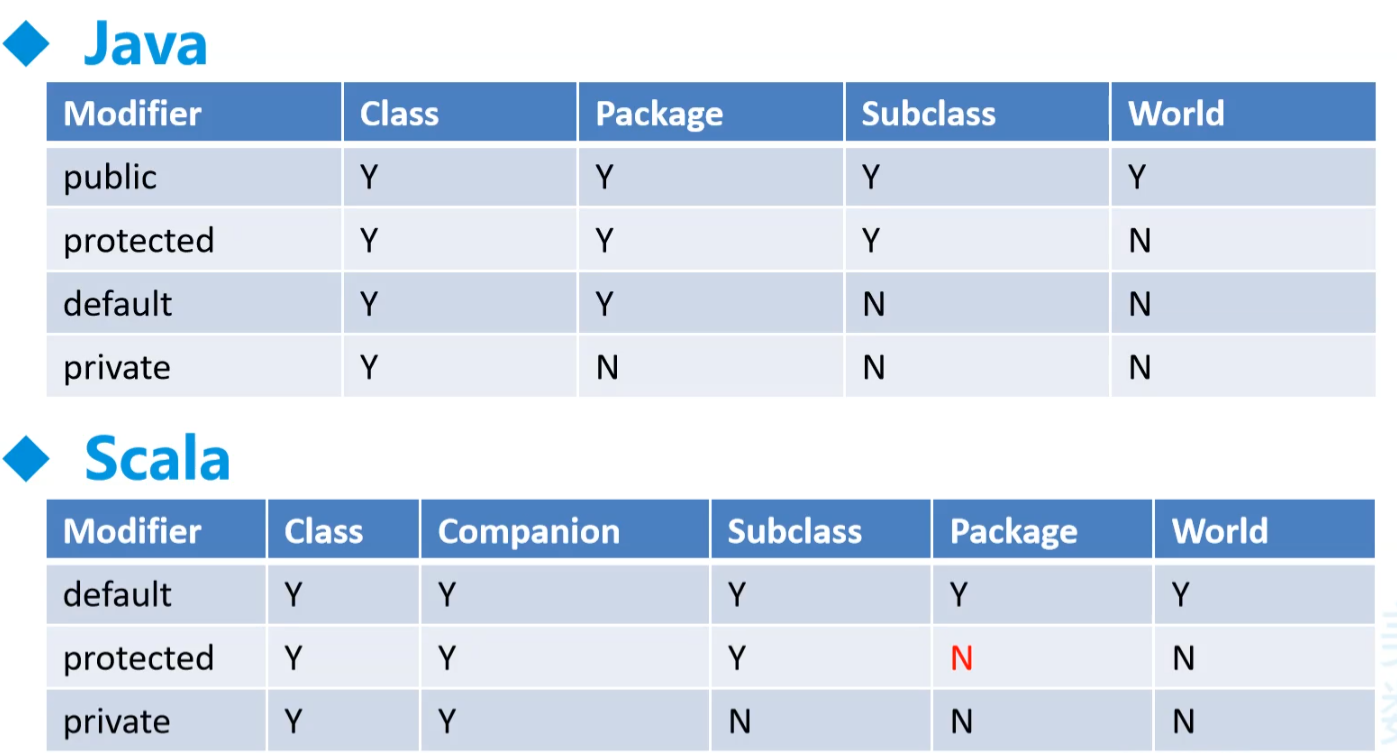 Java
Modifier Class Package Subclass World
public Y Y Y Y
protected Y Y Y N
default Y Y N N
private Y N N N
Scala
Modifier Class Companion Subclass Package World
default Y Y Y Y Y
protected Y Y Y N N
private Y Y N N N